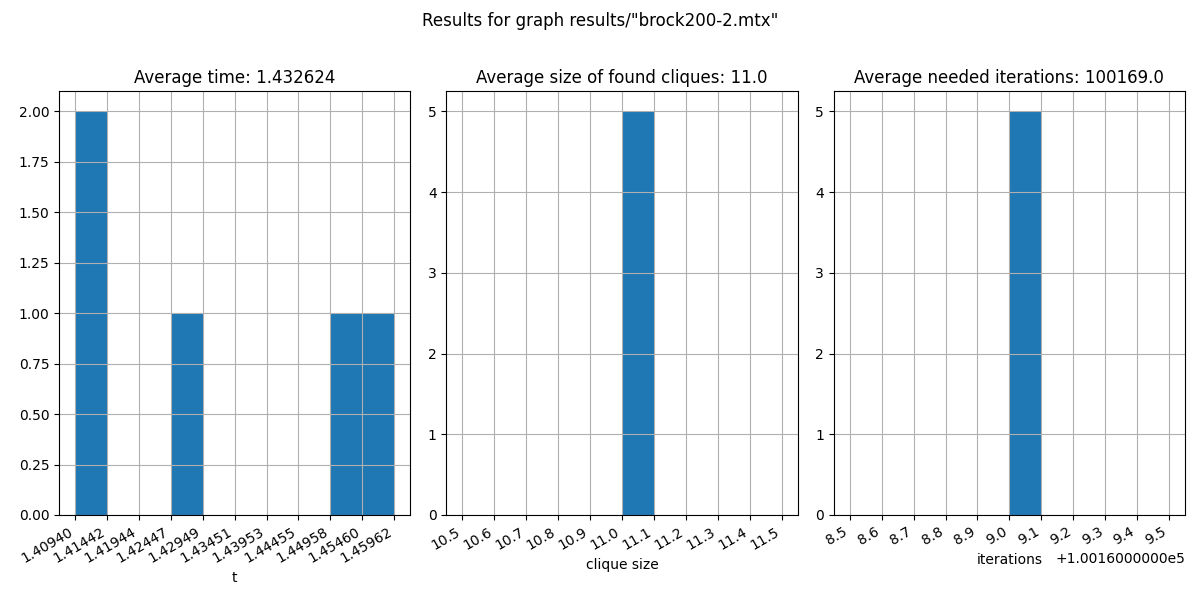 Results for graph results/"brock200-2.mtx"
Average time: 1.432624
2.00
1.75
1.50
1.25
1.00
0.75
0.50
0.25
0.00
1.40940 1.41442 1.41944 1.42447 1.42949 1.43451 1.43953 1.44455 1.44958 1.45460 1.45962
t
Average size of found cliques: 11.0
5
4
3
2
1
0
10.5 10.6 10.7 10.8 10.9 11.0 11.1 11.2 11.3 11.4 11.5
clique size
Average needed iterations: 100169.0
5
4
3
2
1
0
8.5 8.6 8.7 8.8 8.9 9.0 9.1 9.2 9.3 9.4 9.5
iterations +1.0016000000e5